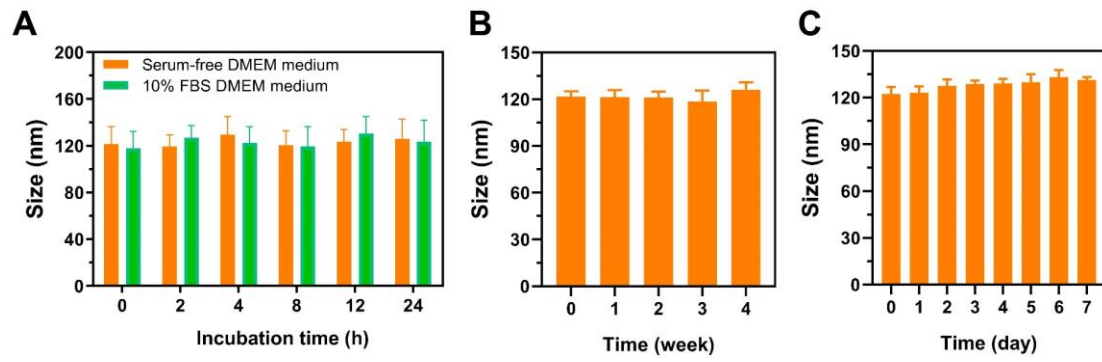 A
Size (nm)
200
160
120
80
40
0
Serum-free DMEM medium
10% FBS DMEM medium
0 2 4 8 12 24
Incubation time (h)
B
Size (nm)
150
120
90
60
30
0
0 1 2 3 4
Time (week)
C
Size (nm)
150
120
90
60
30
0
0 1 2 3 4 5 6 7
Time (day)